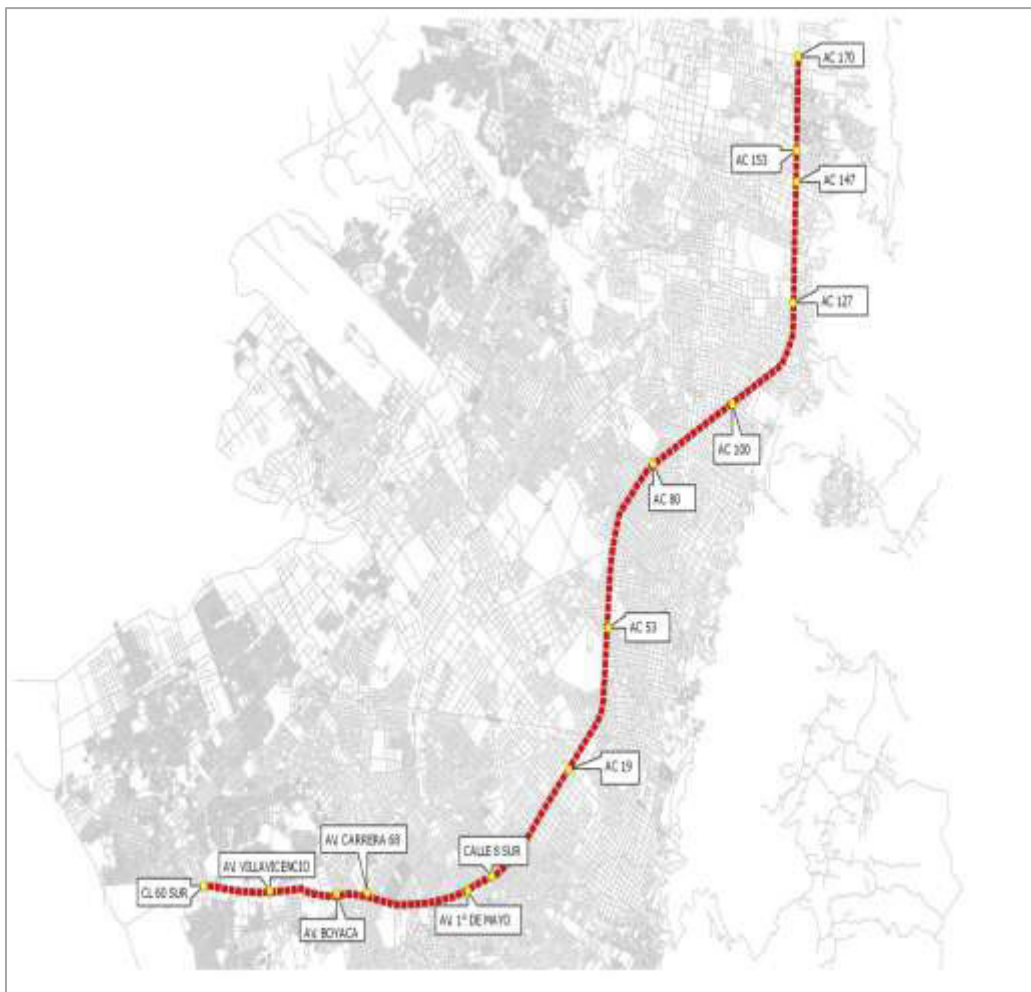 AC 170
AC 153
AC 147
AC 127
AC 100
AC 80
AC 53
AC 19
AV. CARRERA 68
CALLE 8 SUR
AV. VILLAVICENCIO
CL 60 SUR
AV. 1° DE MAYO
AV. BOYACA